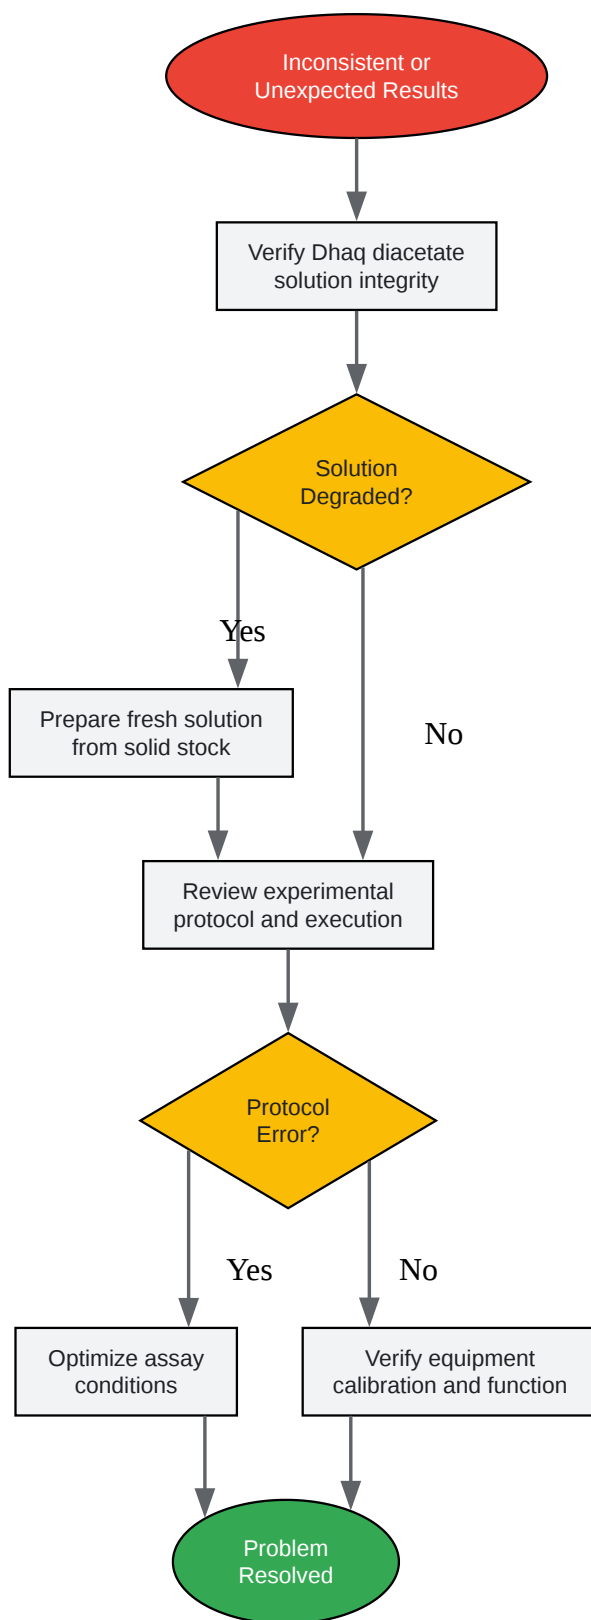 Inconsistent or
Unexpected Results
Verify Dhaq diacetate
solution integrity
Solution
Degraded?
Yes
Prepare fresh solution
from solid stock
No
Review experimental
protocol and execution
Protocol
Error?
Yes
No
Optimize assay
conditions
Verify equipment
calibration and function
Problem
Resolved